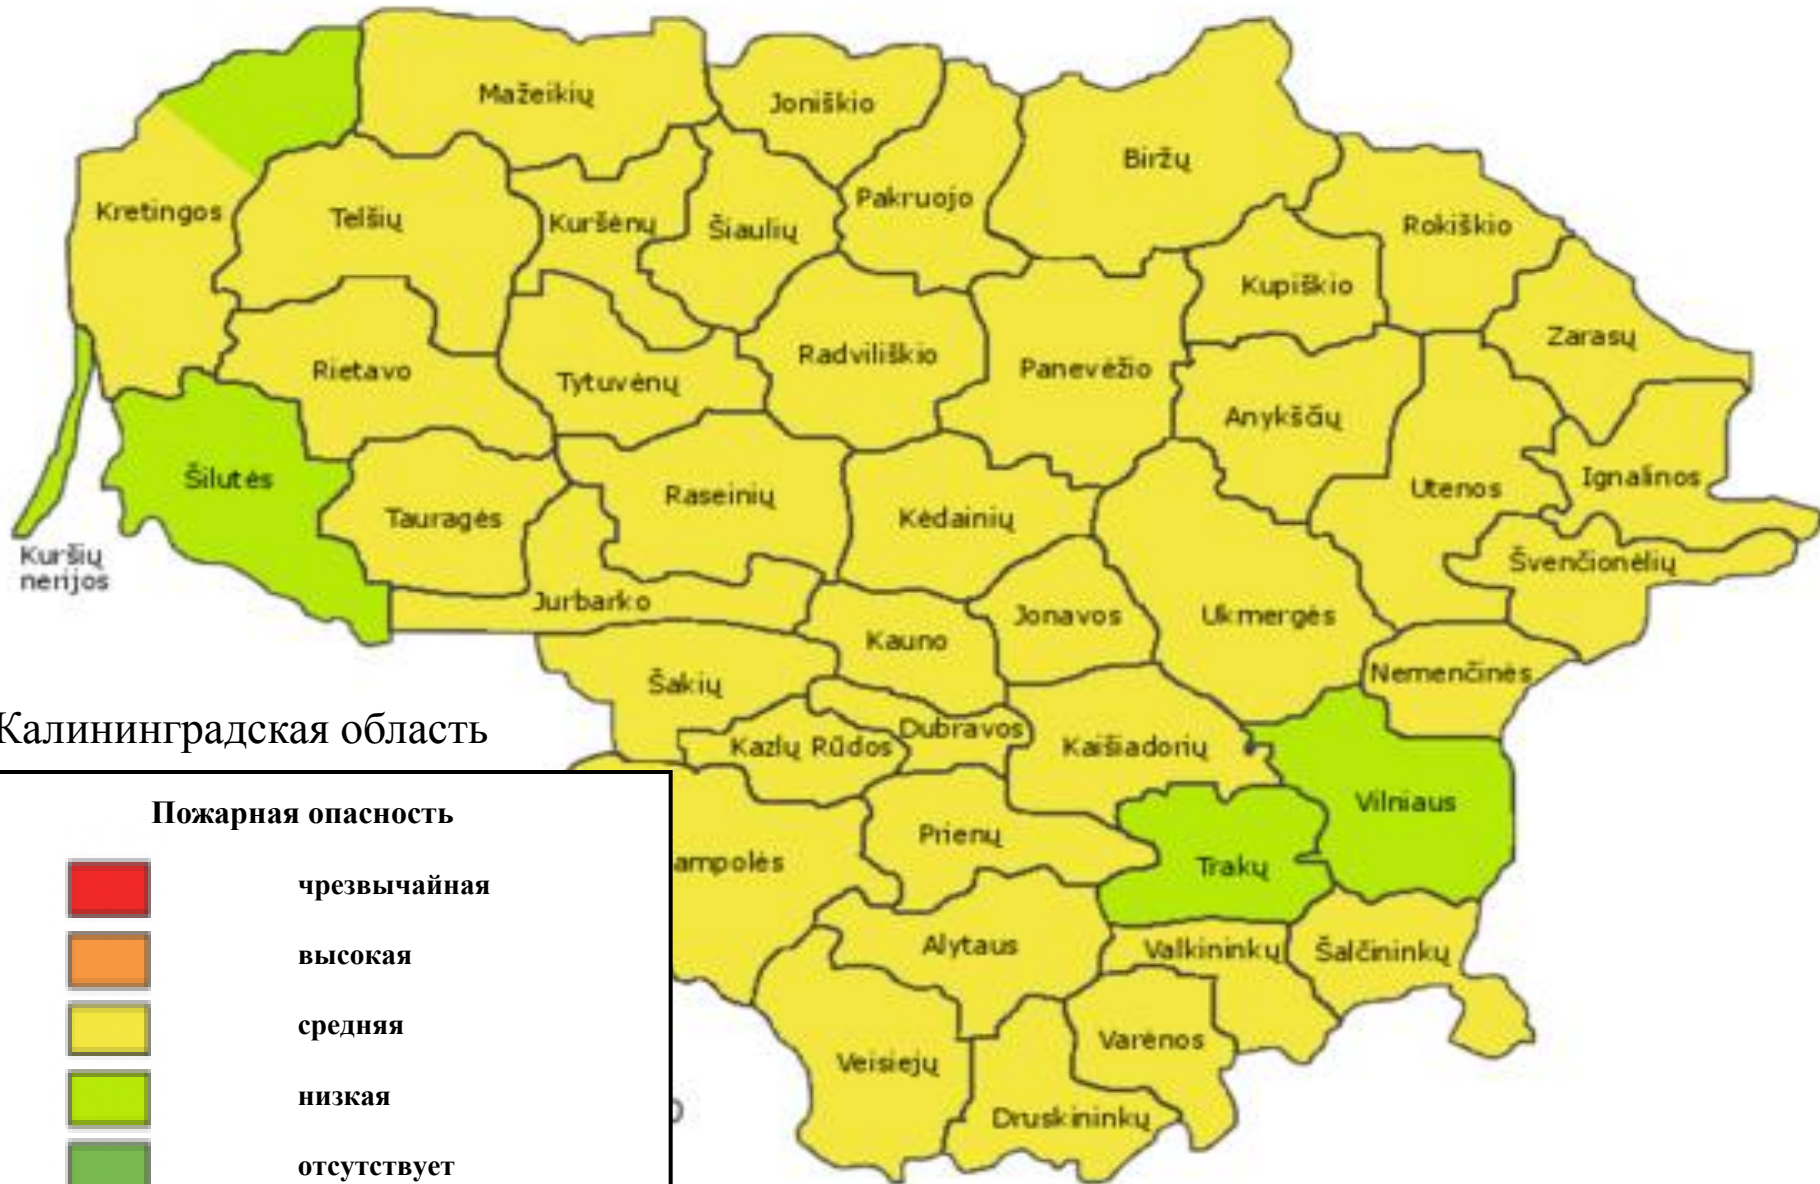 Mažeikių
Joniškio
Biržų
Kretingos
Telšių
Kuršėnų
Šiaulių
Pakruojo
Rokiškio
Kupiškio
Zarasų
Rietavo
Tytuvėnų
Radviliškio
Panevėžio
Anykščių
Šilutės
Tauragės
Raseinių
Kėdainių
Utenos
Ignalinos
Kuršių
nerijos
Švenčionėlių
Jurbarko
Kauno
Jonavos
Ukmergės
Nemenčinės
Šakių
Калининградская область
Kazlų Rūdos
Dubravos
Kaišiadorių
Vilniaus
Prienų
ampolės
Trakų
Alytaus
Valkininkų
Šalčininkų
Veisiejų
Varėnos
Druskininkų
Пожарная опасность
чрезвычайная
высокая
средняя
низкая
отсутствует